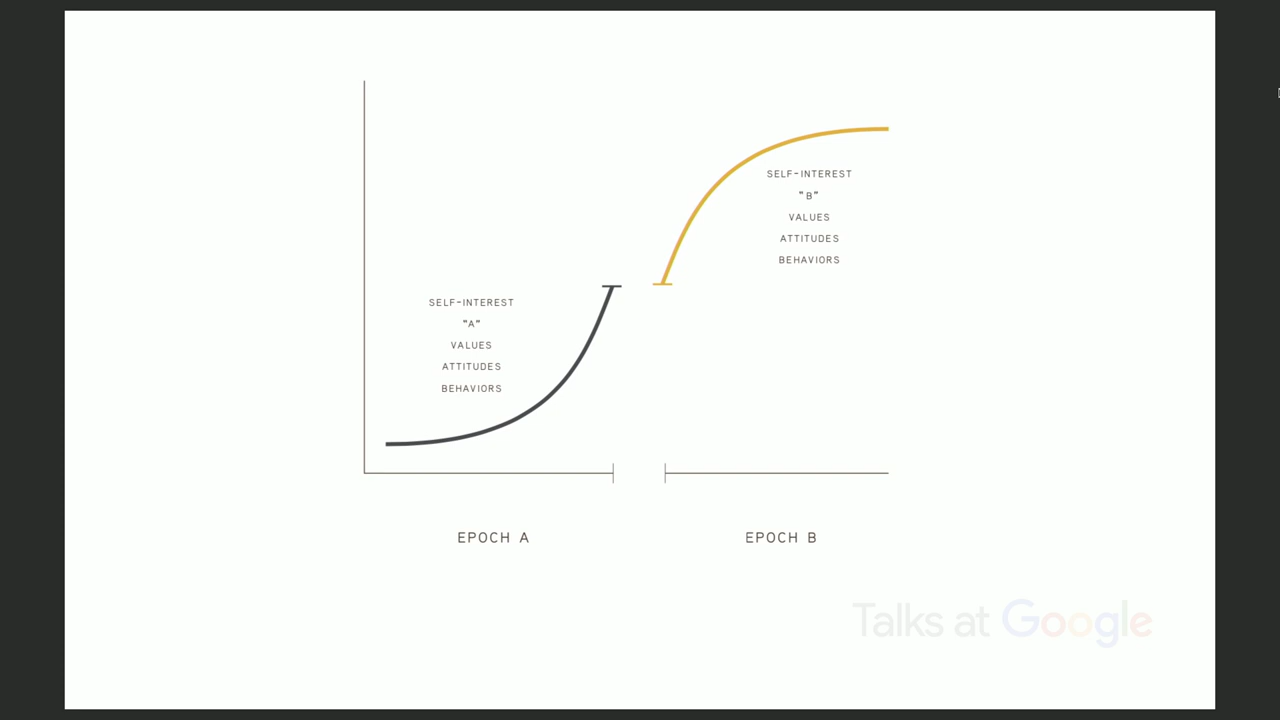 SELF-INTEREST
"B"
VALUES
ATTITUDES
BEHAVIORS
SELF-INTEREST
"A"
VALUES
ATTITUDES
BEHAVIORS
EPOCH A
EPOCH B
Talks at Google